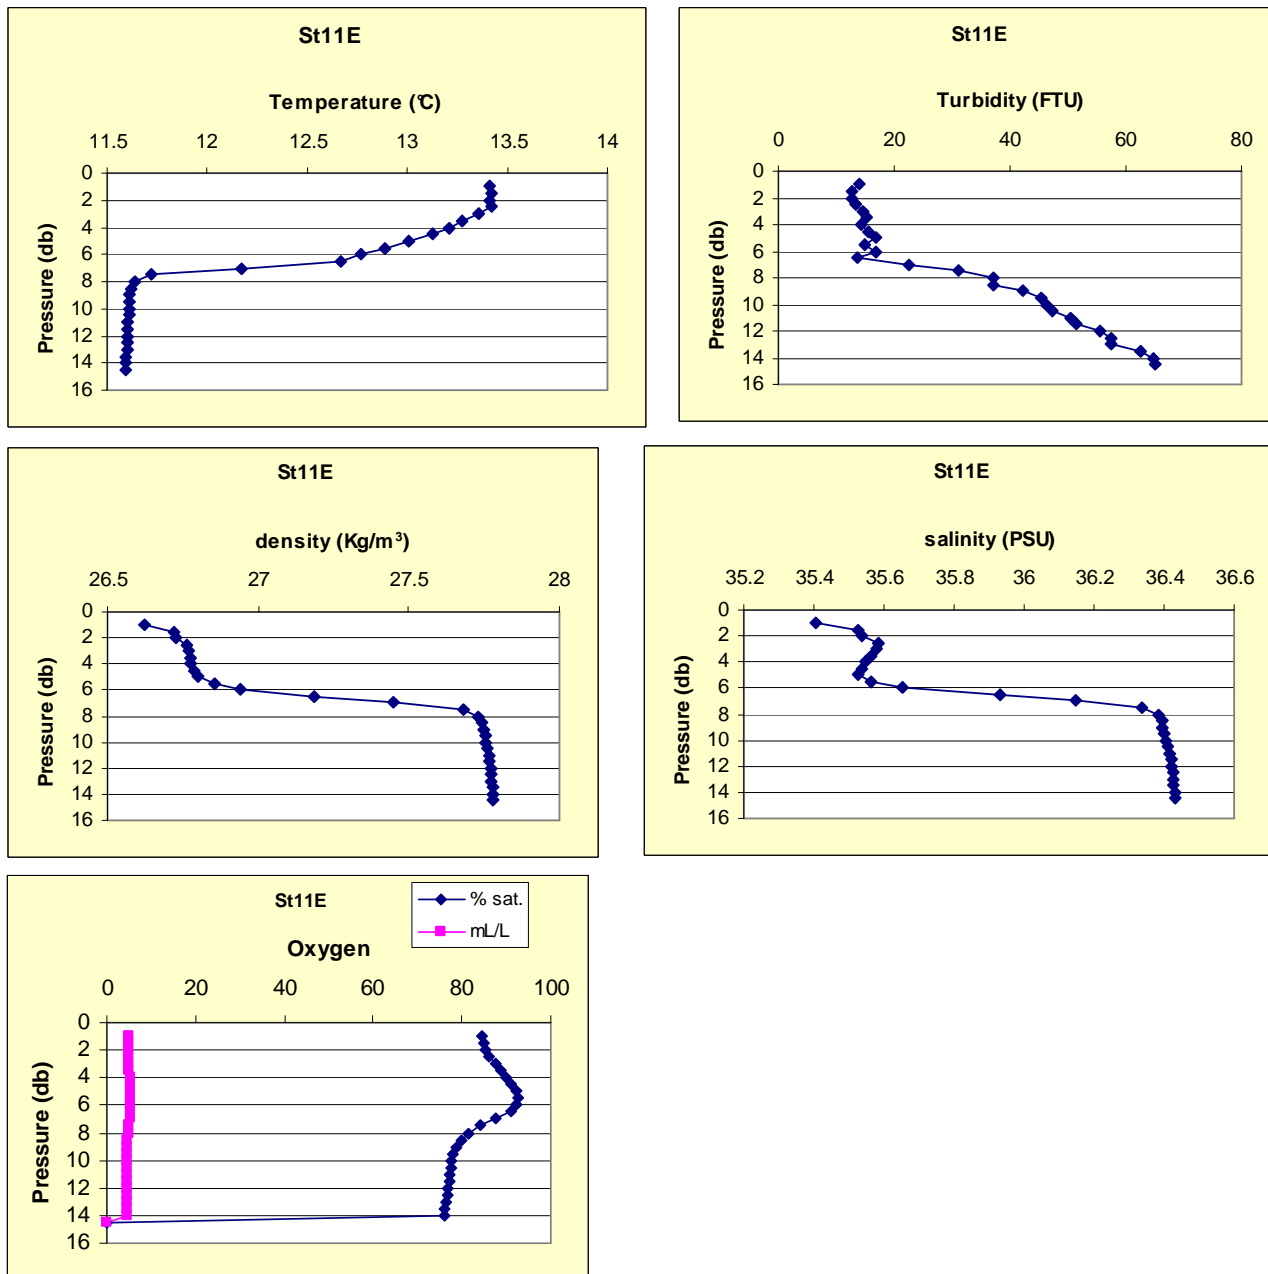 St11E
Temperature (°C)
11.5 12 12.5 13 13.5 14
0
2
4
6
8
10
12
14
16
Pressure (db)
St11E
Turbidity (FTU)
0 20 40 60 80
0
2
4
6
8
10
12
14
16
Pressure (db)
St11E
density (Kg/m³)
26.5 27 27.5 28
0
2
4
6
8
10
12
14
16
Pressure (db)
St11E
salinity (PSU)
35.2 35.4 35.6 35.8 36 36.2 36.4 36.6
0
2
4
6
8
10
12
14
16
Pressure (db)
St11E
% sat.
mL/L
Oxygen
0 20 40 60 80 100
0
2
4
6
8
10
12
14
16
Pressure (db)